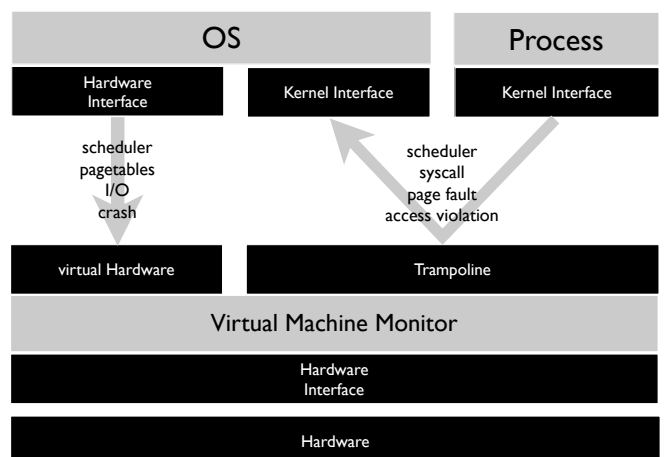 OS
Process
Hardware
Interface
Kernel Interface
Kernel Interface
scheduler
pagetables
I/O
crash
scheduler
syscall
page fault
access violation
virtual Hardware
Trampoline
Virtual Machine Monitor
Hardware
Interface
Hardware